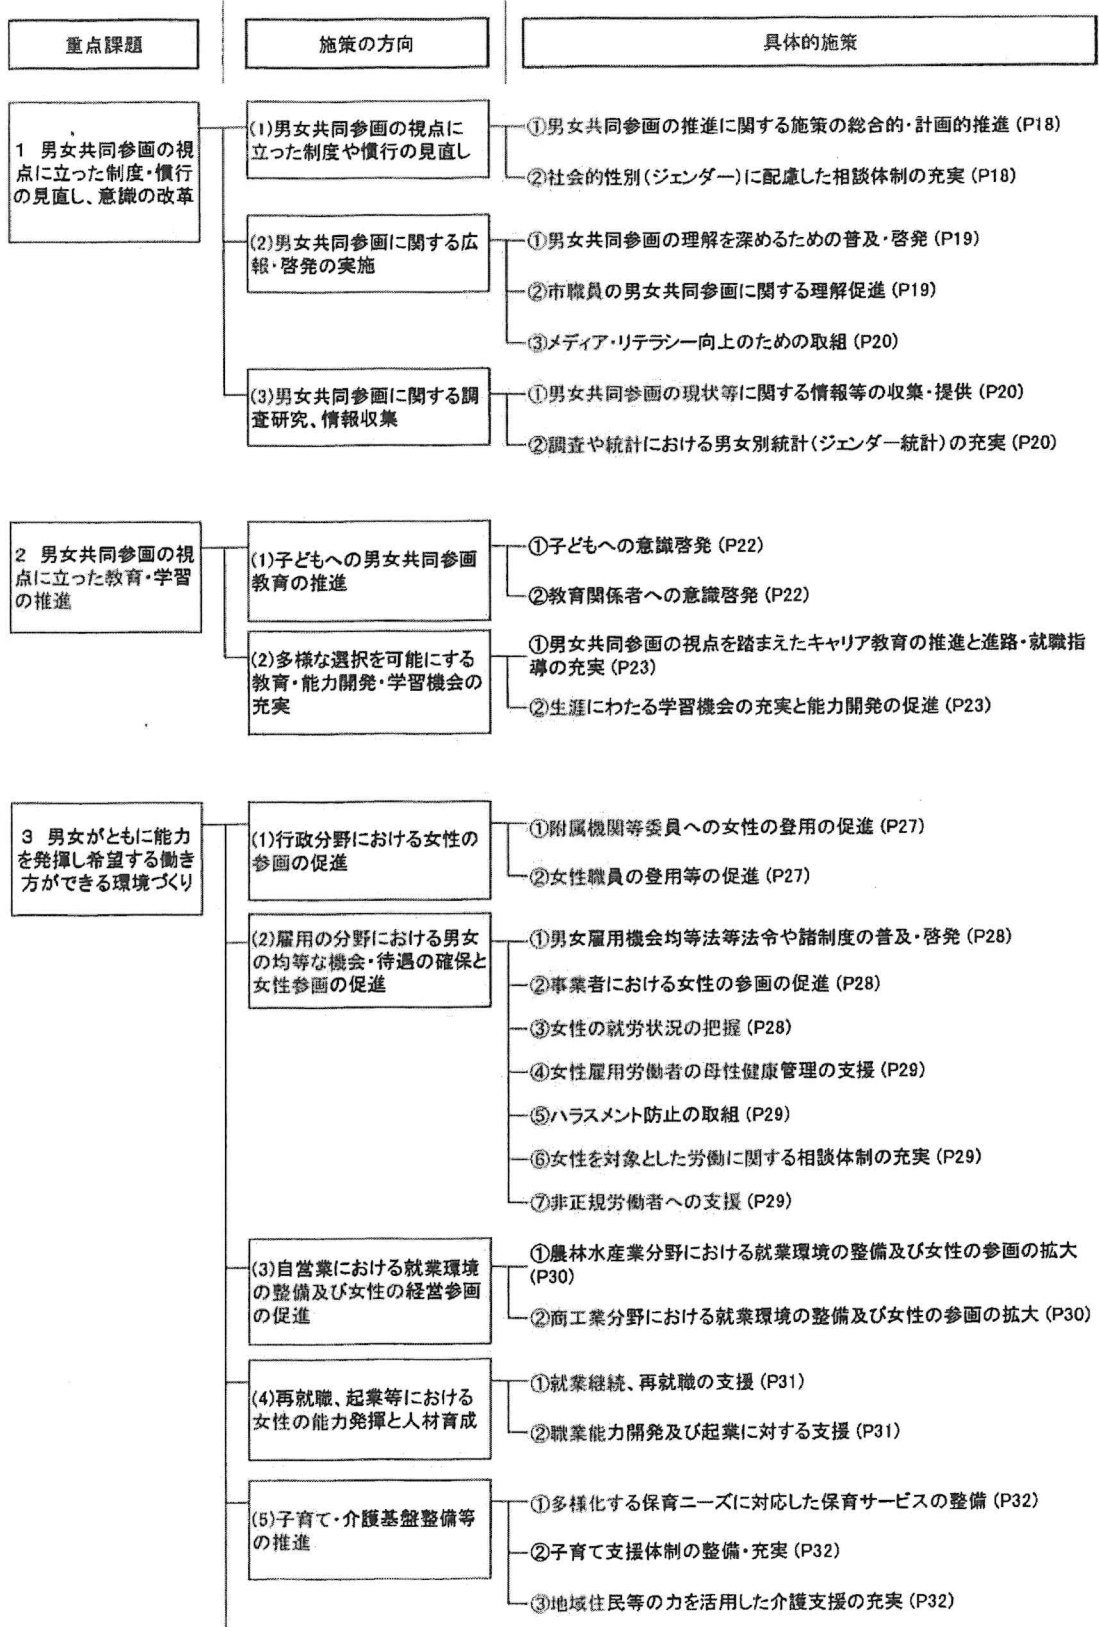 重点課題
施策の方向
具体的施策
1 男女共同参画の視
点に立った制度・慣行
の見直し、意識の改革
(1)男女共同参画の視点に
立った制度や慣行の見直し
①男女共同参画の推進に関する施策の総合的・計画的推進(P18)
②社会的性別(ジェンダー)に配慮した相談体制の充実(P18)
(2)男女共同参画に関する広
報・啓発の実施
①男女共同参画の理解を深めるための普及・啓発(P19)
②市職員の男女共同参画に関する理解促進(P19)
③メディア・リテラシー向上のための取組(P20)
(3)男女共同参画に関する調
査研究、情報収集
①男女共同参画の現状等に関する情報等の収集・提供(P20)
②調査や統計における男女別統計(ジェンダー統計)の充実(P20)
2 男女共同参画の視
点に立った教育・学習
の推進
(1)子どもへの男女共同参画
教育の推進
①子どもへの意識啓発(P22)
②教育関係者への意識啓発(P22)
(2)多様な選択を可能にする
教育・能力開発・学習機会の
充実
①男女共同参画の視点を踏まえたキャリア教育の推進と進路・就職指
導の充実(P23)
②生涯にわたる学習機会の充実と能力開発の促進(P23)
3 男女がともに能力
を発揮し希望する働き
方ができる環境づくり
(1)行政分野における女性の
参画の促進
①附属機関等委員への女性の登用の促進(P27)
②女性職員の登用等の促進(P27)
(2)雇用の分野における男女
の均等な機会・待遇の確保と
女性参画の促進
①男女雇用機会均等法等法令や諸制度の普及・啓発(P28)
②事業者における女性の参画の促進(P28)
③女性の就労状況の把握(P28)
④女性雇用労働者の母性健康管理の支援(P29)
⑤ハラスメント防止の取組(P29)
⑥女性を対象とした労働に関する相談体制の充実(P29)
⑦非正規労働者への支援(P29)
(3)自営業における就業環境
の整備及び女性の経営参画
の促進
①農林水産業分野における就業環境の整備及び女性の参画の拡大
(P30)
②商工業分野における就業環境の整備及び女性の参画の拡大(P30)
(4)再就職、起業等における
女性の能力発揮と人材育成
①就業継続、再就職の支援(P31)
②職業能力開発及び起業に対する支援(P31)
(5)子育て・介護基盤整備等
の推進
①多様化する保育ニーズに対応した保育サービスの整備(P32)
②子育て支援体制の整備・充実(P32)
③地域住民等の力を活用した介護支援の充実(P32)